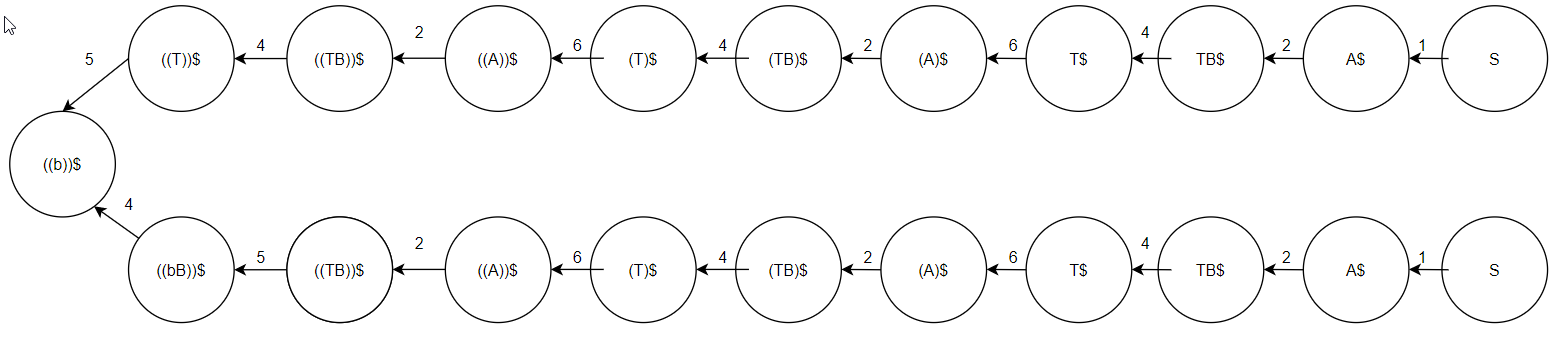 5 4 2 6 4 2 6 4 2 1
((T))$ ((TB))$ ((A))$ (T)$ (TB)$ (A)$ T$ TB$ A$ S
((b))$
4 5 2 6 4 2 6 4 2 1
((bB))$ ((TB))$ ((A))$ (T)$ (TB)$ (A)$ T$ TB$ A$ S